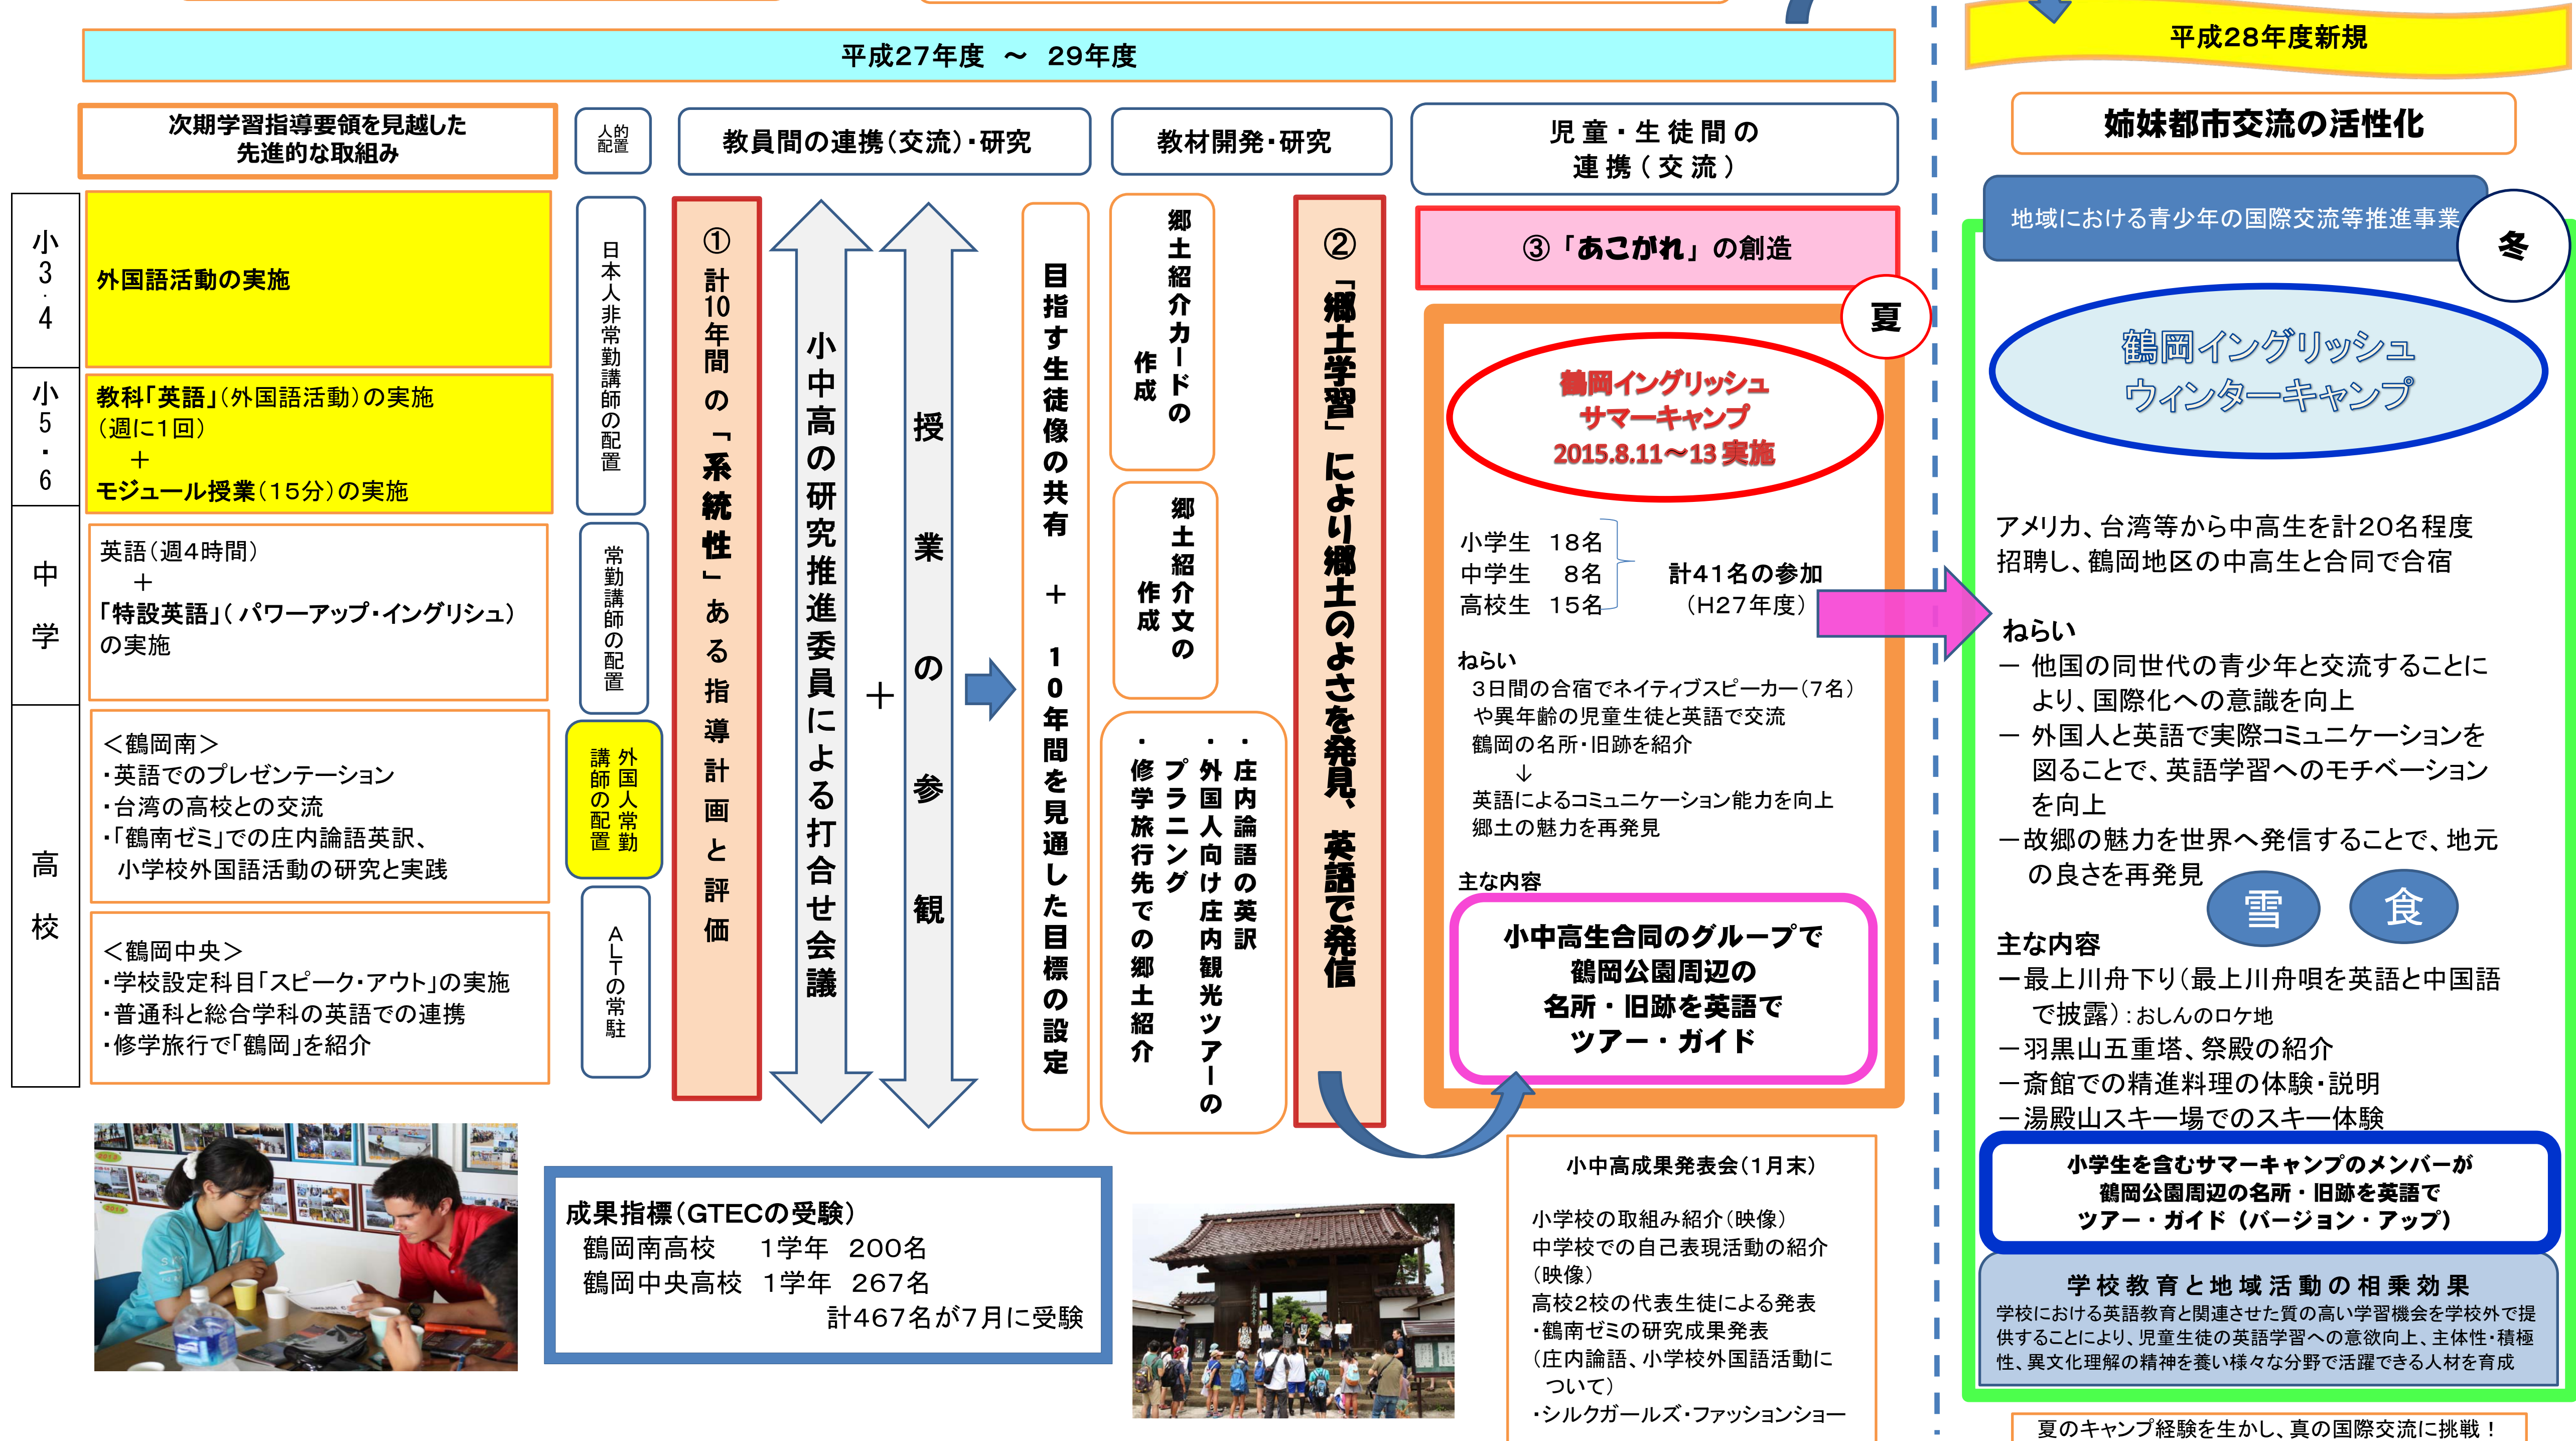 平成27年度　～　29年度
次期学習指導要領を見越した
先進的な取組み
人的
配置
教員間の連携（交流）・研究
教材開発・研究
児童・生徒間の
連携（交流）
小3・4
外国語活動の実施
小5・6
教科「英語」（外国語活動）の実施
（週に1回）
＋
モジュール授業（15分）の実施
中学
英語（週4時間）
＋
「特設英語」（パワーアップ・イングリシュ）
の実施
高校
＜鶴岡南＞
・英語でのプレゼンテーション
・台湾の高校との交流
・「鶴南ゼミ」での庄内論語英訳、
小学校外国語活動の研究と実践
＜鶴岡中央＞
・学校設定科目「スピーク・アウト」の実施
・普通科と総合学科の英語での連携
・修学旅行で「鶴岡」を紹介
日本人非常勤講師の配置
常勤講師の配置
外国人常勤
講師の配置
ALTの常駐
①計10年間の「系統性」ある指導計画と評価
小中高の研究推進委員による打合せ会議
＋
授業の参観
目指す生徒像の共有　＋　10年間を見通した目標の設定
郷土紹介カードの
作成
郷土紹介文の
作成
・庄内論語の英訳
・外国人向け庄内観光ツアーの
プラニング
・修学旅行先での郷土紹介
②「郷土学習」により郷土のよさを発見、英語で発信
③「あこがれ」の創造
夏
鶴岡イングリッシュ
サマーキャンプ
2015.8.11～13 実施
小学生　18名
中学生　8名
高校生　15名
計41名の参加
（H27年度）
ねらい
3日間の合宿でネイティブスピーカー（7名）
や異年齢の児童生徒と英語で交流
鶴岡の名所・旧跡を紹介
↓
英語によるコミュニケーション能力を向上
郷土の魅力を再発見
主な内容
小中高生合同のグループで
鶴岡公園周辺の
名所・旧跡を英語で
ツアー・ガイド
成果指標（GTECの受験）
鶴岡南高校　1学年　200名
鶴岡中央高校　1学年　267名
計467名が7月に受験
小中高成果発表会（1月末）
小学校の取組み紹介（映像）
中学校での自己表現活動の紹介
（映像）
高校2校の代表生徒による発表
・鶴南ゼミの研究成果発表
（庄内論語、小学校外国語活動に
ついて）
・シルクガールズ・ファッションショー
平成28年度新規
姉妹都市交流の活性化
地域における青少年の国際交流等推進事業
冬
鶴岡イングリッシュ
ウィンターキャンプ
アメリカ、台湾等から中高生を計20名程度
招聘し、鶴岡地区の中高生と合同で合宿
ねらい
－ 他国の同世代の青少年と交流することに
より、国際化への意識を向上
－ 外国人と英語で実際コミュニケーションを
図ることで、英語学習へのモチベーション
を向上
－故郷の魅力を世界へ発信することで、地元
の良さを再発見
雪
食
主な内容
－最上川舟下り（最上川舟唄を英語と中国語
で披露）：おしんのロケ地
－羽黒山五重塔、祭殿の紹介
－斎館での精進料理の体験・説明
－湯殿山スキー場でのスキー体験
小学生を含むサマーキャンプのメンバーが
鶴岡公園周辺の名所・旧跡を英語で
ツアー・ガイド（バージョン・アップ）
学校教育と地域活動の相乗効果
学校における英語教育と関連させた質の高い学習機会を学校外で提
供することにより、児童生徒の英語学習への意欲向上、主体性・積極
性、異文化理解の精神を養い様々な分野で活躍できる人材を育成
夏のキャンプ経験を生かし、真の国際交流に挑戦！